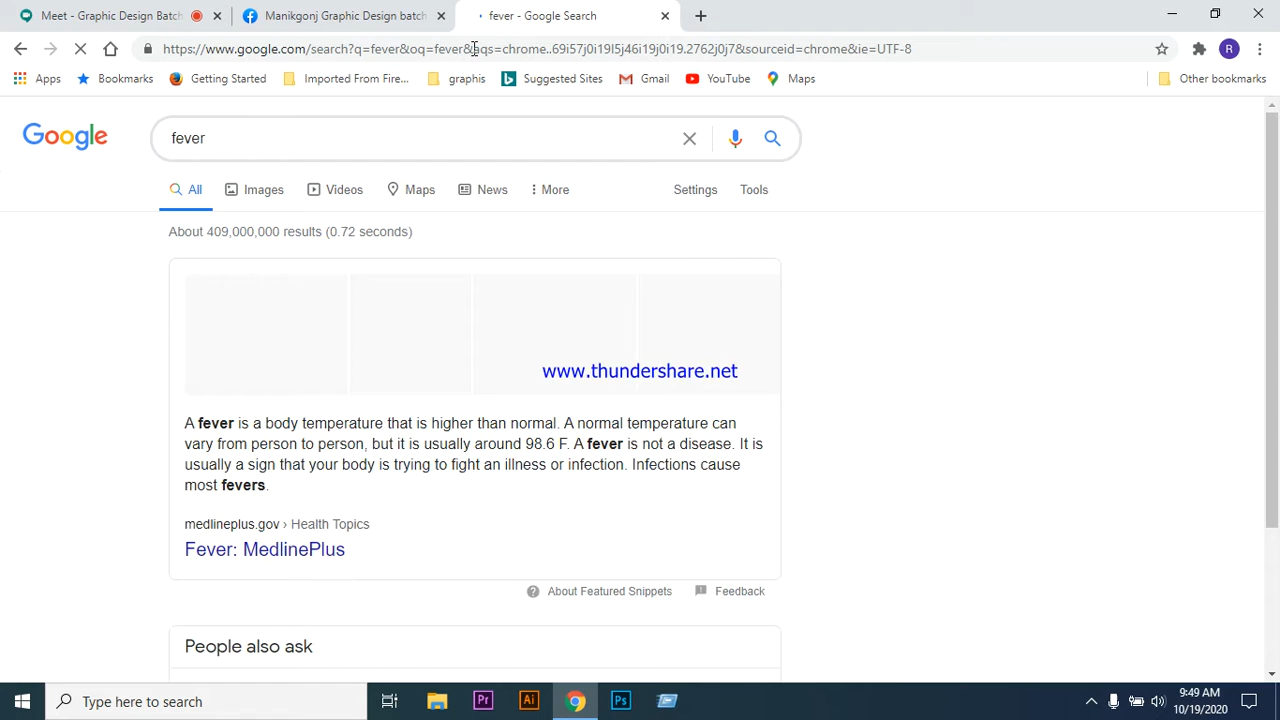 Meet - Graphic Design Batch
Manikgonj Graphic Design batch
fever - Google Search
https://www.google.com/search?q=fever&oq=fever&aqs=chrome..69i57j0i19l5j46i19j0i19.2762j0j7&sourceid=chrome&ie=UTF-8
R
Apps
Bookmarks
Getting Started
Imported From Fire...
graphis
Suggested Sites
Gmail
YouTube
Maps
Other bookmarks
Google
fever
All
Images
Videos
Maps
News
More
Settings
Tools
About 409,000,000 results (0.72 seconds)
www.thundershare.net
A fever is a body temperature that is higher than normal. A normal temperature can
vary from person to person, but it is usually around 98.6 F. A fever is not a disease. It is
usually a sign that your body is trying to fight an illness or infection. Infections cause
most fevers.
medlineplus.gov › Health Topics
Fever: MedlinePlus
About Featured Snippets
Feedback
People also ask
Type here to search
Pr
Ai
Ps
9:49 AM
10/19/2020